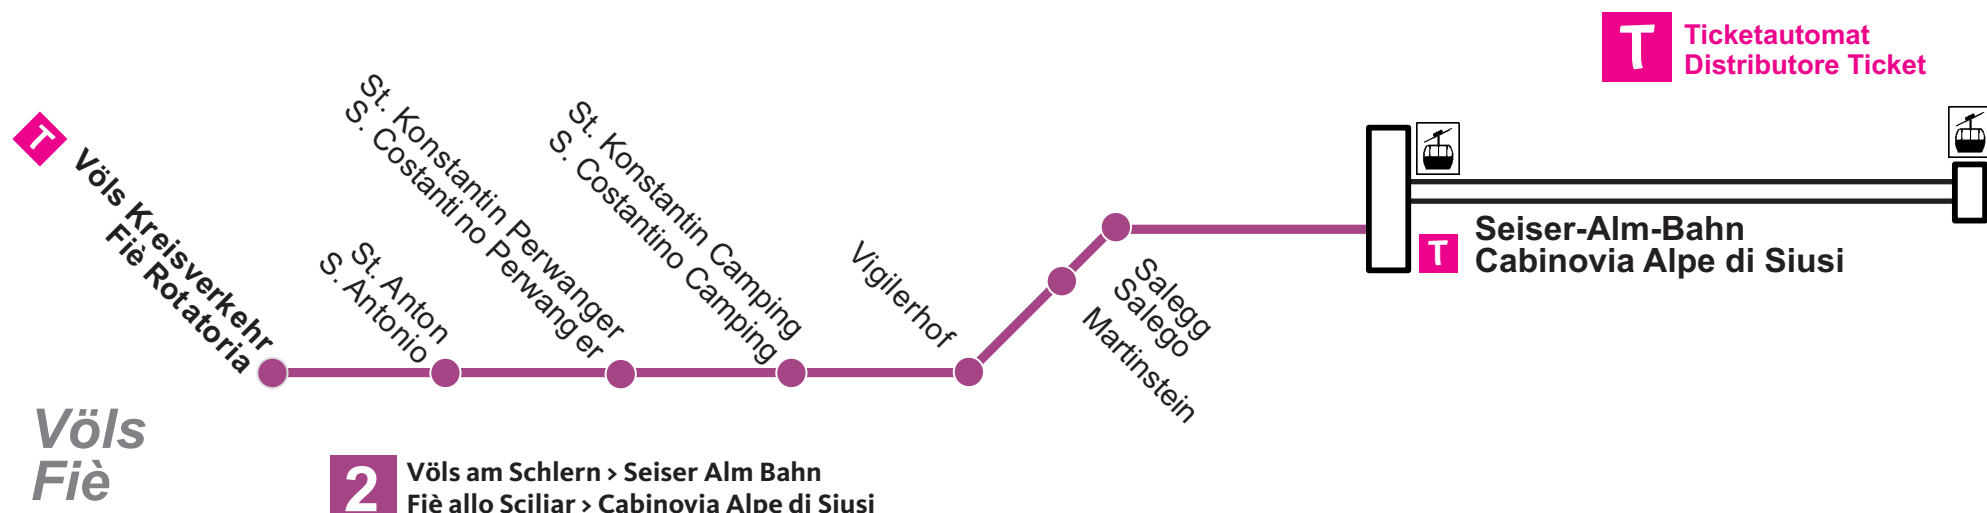 T
Ticketautomat
Distributore Ticket
T
Völs Kreisverkehr
Fiè Rotatoria
St. Anton
S. Antonio
St. Konstantin Perwanger
S. Costantino Perwanger
St. Konstantin Camping
S. Costantino Camping
Vigilerhof
Martinstein
Salegg
Salego
T
Seiser-Alm-Bahn
Cabinovia Alpe di Siusi
Völs
Fiè
2
Völs am Schlern > Seiser Alm Bahn
Fiè allo Sciliar > Cabinovia Alpe di Siusi